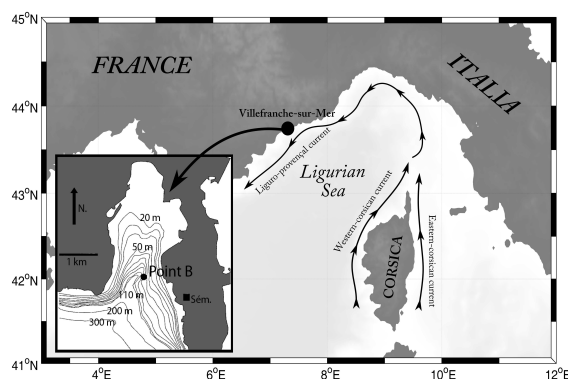 45°N
44°N
43°N
42°N
41°N
4°E
6°E
8°E
10°E
12°E
FRANCE
ITALIA
Villefranche-sur-Mer
Liguro-provençal current
Ligurian
Sea
Western-corsican current
Eastern-corsican current
CORSICA
N.
1 km
20 m
50 m
Point B
110 m
Sém.
200 m
300 m